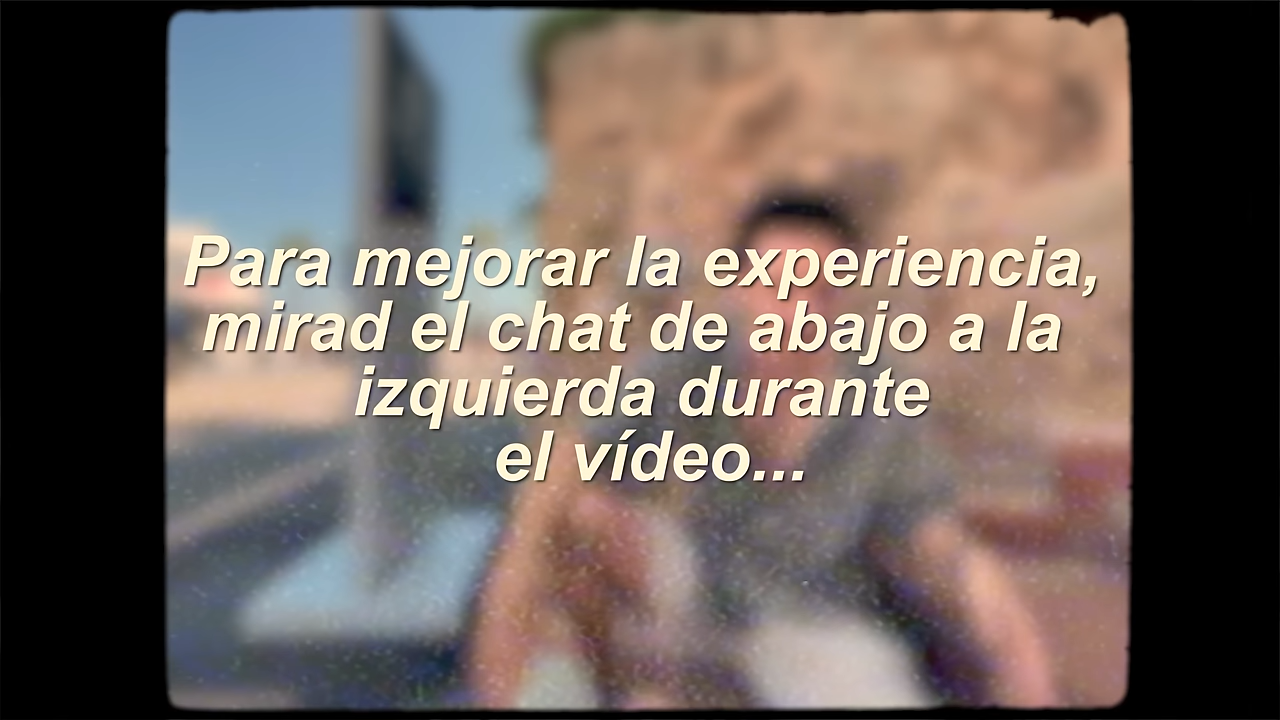 Para mejorar la experiencia,
mirad el chat de abajo a la
izquierda durante
el vídeo...